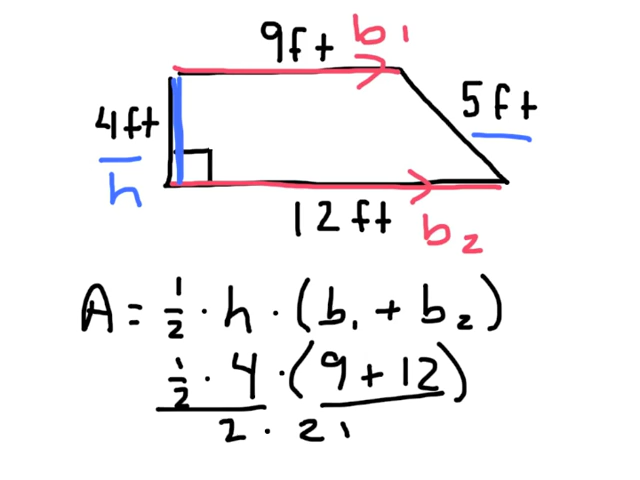 9ft b1
4ft 5ft
h
12ft b2
A = 1/2 · h · (b1 + b2)
1/2 · 4 · (9 + 12)
2 · 21